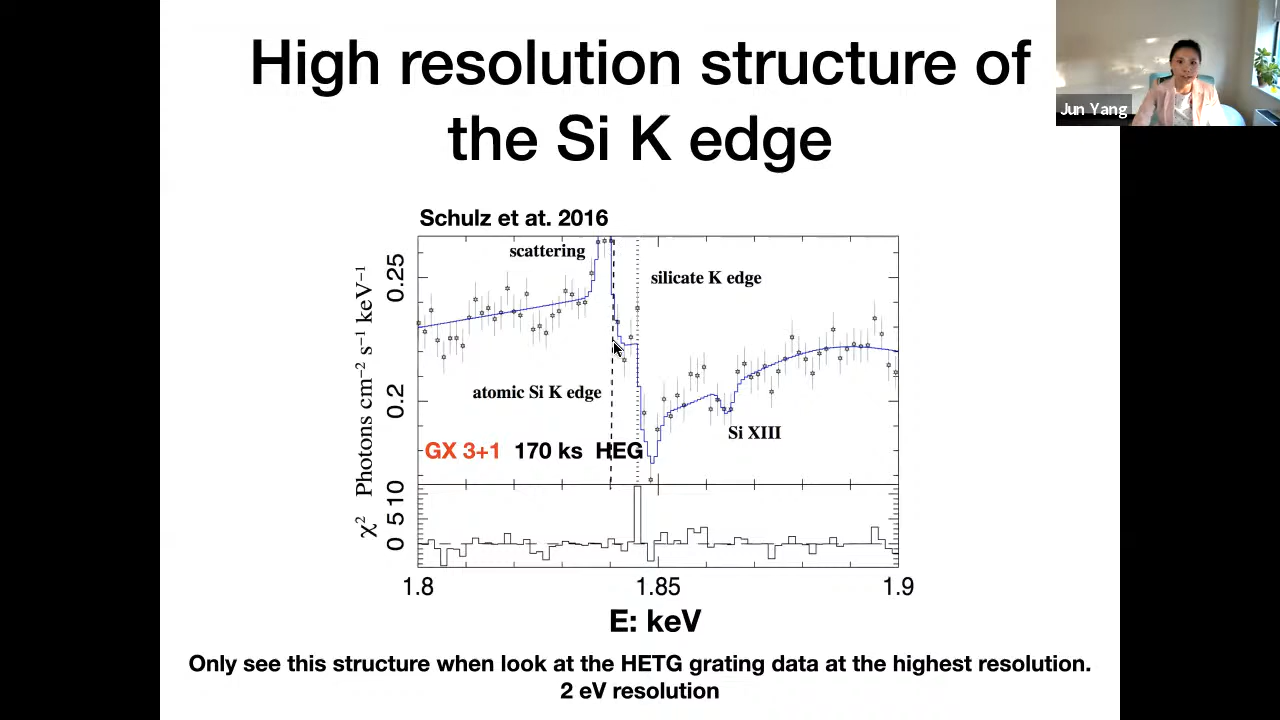 High resolution structure of
the Si K edge
Jun Yang
Schulz et at. 2016
scattering
silicate K edge
atomic Si K edge
Si XIII
GX 3+1 170 ks HEG
Photons cm−2 s−1 keV−1
0.25
0.2
χ2
10
5
0
1.8 1.85 1.9
E: keV
Only see this structure when look at the HETG grating data at the highest resolution.
2 eV resolution